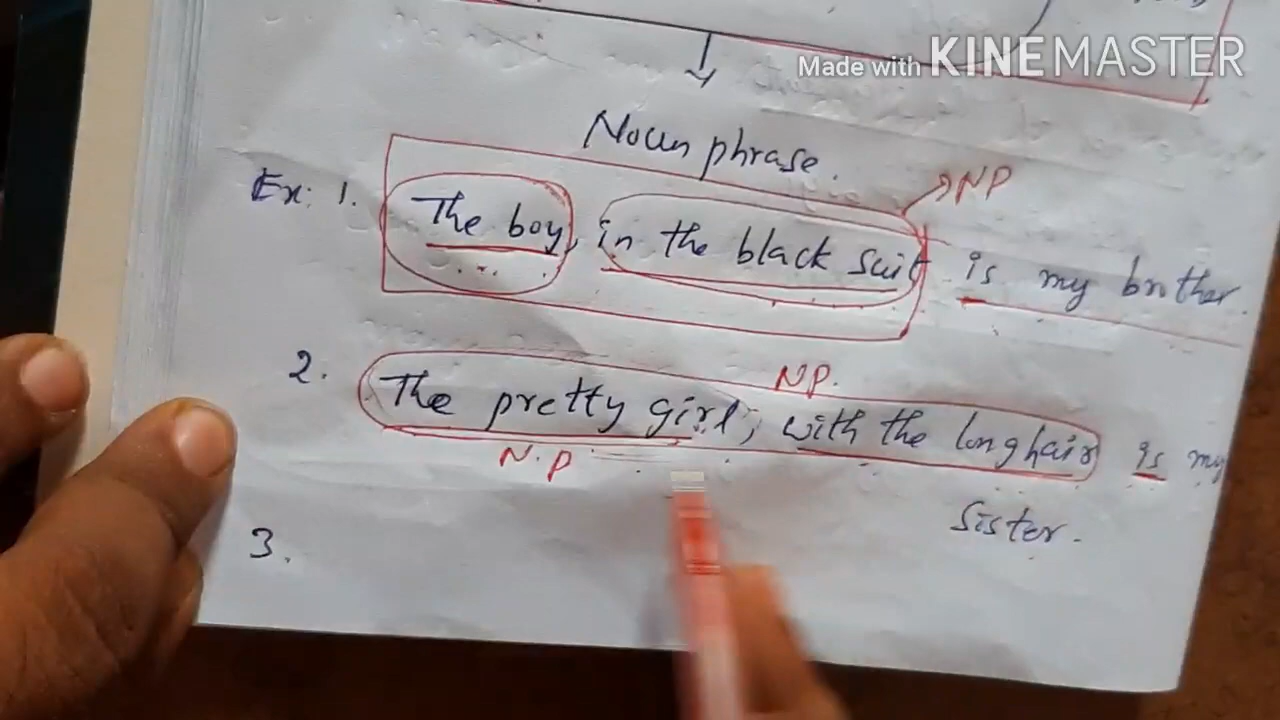 Made with KINEMASTER
Noun phrase.
NP
Ex: 1. The boy, in the black suit is my brother.
NP.
2. The pretty girl, with the long hair is my
N.P
Sister.
3.